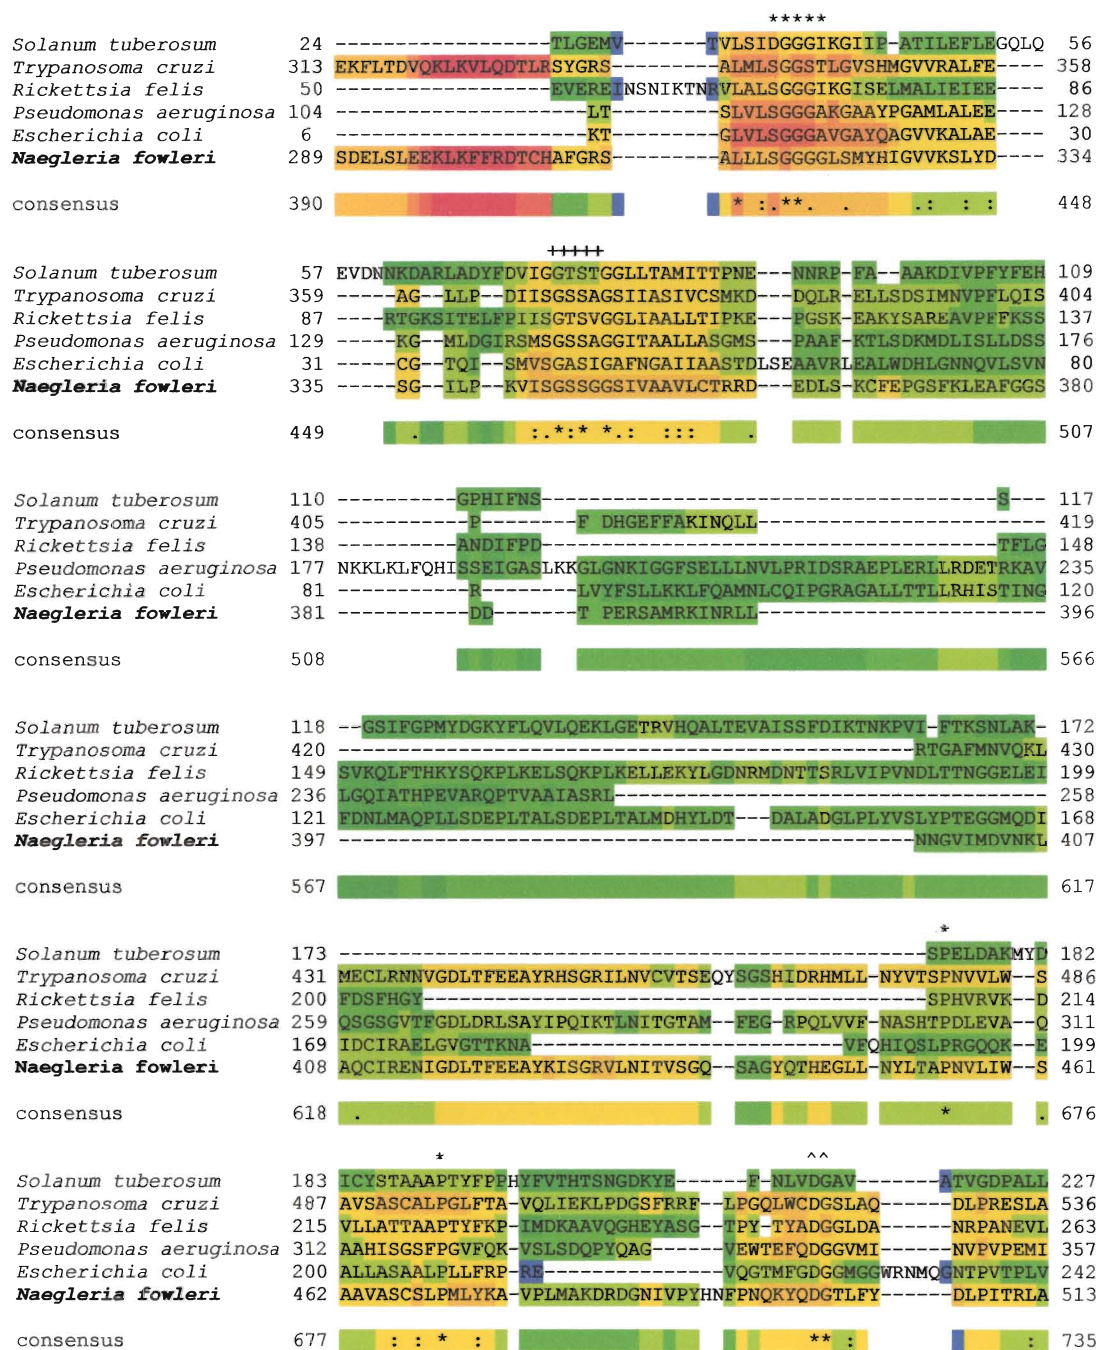 *****
Solanum tuberosum 24 ------------------TLGEMV-------TVLSIDGGGIKGIIP-ATILEFLEGQLQ 56
Trypanosoma cruzi 313 EKFLTDVQKLKVLQDTLRSYGRS---------ALMLSGGGSTLGVSHMGVVRALFE---- 358
Rickettsia felis 50 ------------------EVEREINSNIKTNRVLALSGGGIKGISELMALIEIEE---- 86
Pseudomonas aeruginosa 104 ---------------------LT---------SLVLSGGGAKGAAYPGAMLALEE---- 128
Escherichia coli 6 ---------------------KT---------GLVLSGGGAVGAYQAGVVKALAE---- 30
Naegleria fowleri 289 SDELSLEEKLKFFRDTCHAFGRS---------ALLLSGGGGLSMYHIGVVKSLYD---- 334
consensus 390 * :.**. . .: : : 448
+++++
Solanum tuberosum 57 EVDNNKDARLADYFDVIGGTSTGGLLTAMITTPNE---NNRP-FA--AAKDIVPFYFEH 109
Trypanosoma cruzi 359 -----AG--LLP--DIISGSSAGSIIASIVCSMKD---DQLR-ELLSDSIMNVPFLQIS 404
Rickettsia felis 87 ----RTGKSITELFPIISGTSVGGLIAALLTIPKE---PGSK-EAKYSAREAVPFFKSS 137
Pseudomonas aeruginosa 129 -----KG--MLDGIRSMSGSSAGGITAALLASGMS---PAAF-KTLSDKMDLISLLDSS 176
Escherichia coli 31 -----CG--TQI--SMVSGASIGAFNGAIIAASTDLSEAAVRLEALWDHLGNNQVLSVN 80
Naegleria fowleri 335 -----SG--ILP--KVISGSSGGSIVAAVLCTRRD---EDLS-KCFEPGSFKLEAFGGS 380
consensus 449 . :.*:* *.: ::: . 507
Solanum tuberosum 110 ----------GPHIFNS--------------------------------------S--- 117
Trypanosoma cruzi 405 -----------P--------F DHGEFFAKINQLL------------------------ 419
Rickettsia felis 138 ----------ANDIFPD--------------------------------------TFLG 148
Pseudomonas aeruginosa 177 NKKLKLFQHISSEIGASLKKGLGNKIGGFSELLLNVLPRIDSRAEPLERLLRDETRKAV 235
Escherichia coli 81 -----------R--------LVYFSLLKKLFQAMNLCQIPGRAGALLTTLLRHISTING 120
Naegleria fowleri 381 -----------DD-------T PERSAMRKINRLL------------------------ 396
consensus 508 566
Solanum tuberosum 118 --GSIFGPMYDGKYFLQVLQEKLGETRVHQALTEVAISSFDIKTNKPVI-FTKSNLAK- 172
Trypanosoma cruzi 420 ------------------------------------------------RTGAFMNVQKL 430
Rickettsia felis 149 SVKQLFTHKYSQKPLKELSQKPLKELLEKYLGDNRMDNTTSRLVIPVNDLTTNGGELEI 199
Pseudomonas aeruginosa 236 LGQIATHPEVARQPTVAAIASRL------------------------------------ 258
Escherichia coli 121 FDNLMAQPLLSDEPLTALSDEPLTALMDHYLDT---DALADGLPLYVSLYPTEGGMQDI 168
Naegleria fowleri 397 ------------------------------------------------NNGVIMDVNKL 407
consensus 567 617
*
Solanum tuberosum 173 -------------------------------------------------SPELDAKMYD 182
Trypanosoma cruzi 431 MECLRNNVGDLTFEEAYRHSGRILNVCVTSEQYSGSHIDRHMLL-NYVTSPNVVLW--S 486
Rickettsia felis 200 FDSFHGY------------------------------------------SPHVRVK--D 214
Pseudomonas aeruginosa 259 QSGSGVTFGDLDRLSAYIPQIKTLNITGTAM--FEG-RPQLVVF-NASHTPDLEVA--Q 311
Escherichia coli 169 IDCIRAELGVGTTKNA--------------------------VFQHIQSLPRGQQK--E 199
Naegleria fowleri 408 AQCIRENIGDLTFEEAYKISGRVLNITVSGQ--SAGYQTHEGLL-NYLTAPNVLIW--S 461
consensus 618 . * . 676
* ^^
Solanum tuberosum 183 ICYSTAAAPTYFPPHYFVTHTSNGDKYE------F-NLVDGAV-------ATVGDPALL 227
Trypanosoma cruzi 487 AVSASCALPGLFTA-VQLIEKLPDGSFRRF--LPGQLWCDGSLAQ------DLPRESLA 536
Rickettsia felis 215 VLLATTAAPTYFKP-IMDKAAVQGHEYASG--TPY-TYADGGLDA------NRPANEVL 263
Pseudomonas aeruginosa 312 AAHISGSFPGVFQK-VSLSDQPYQAG------VEWTEFQDGGVMI------NVPVPEMI 357
Escherichia coli 200 ALLASAALPLLFRP-RE---------------VQGTMFGDGGMGGWRNMQGNTPVTPLV 242
Naegleria fowleri 462 AAVASCSLPMLYKA-VPLMAKDRDGNIVPYHNFPNQKYQDGTLFY------DLPITRLA 513
consensus 677 : : * : ** : : 735